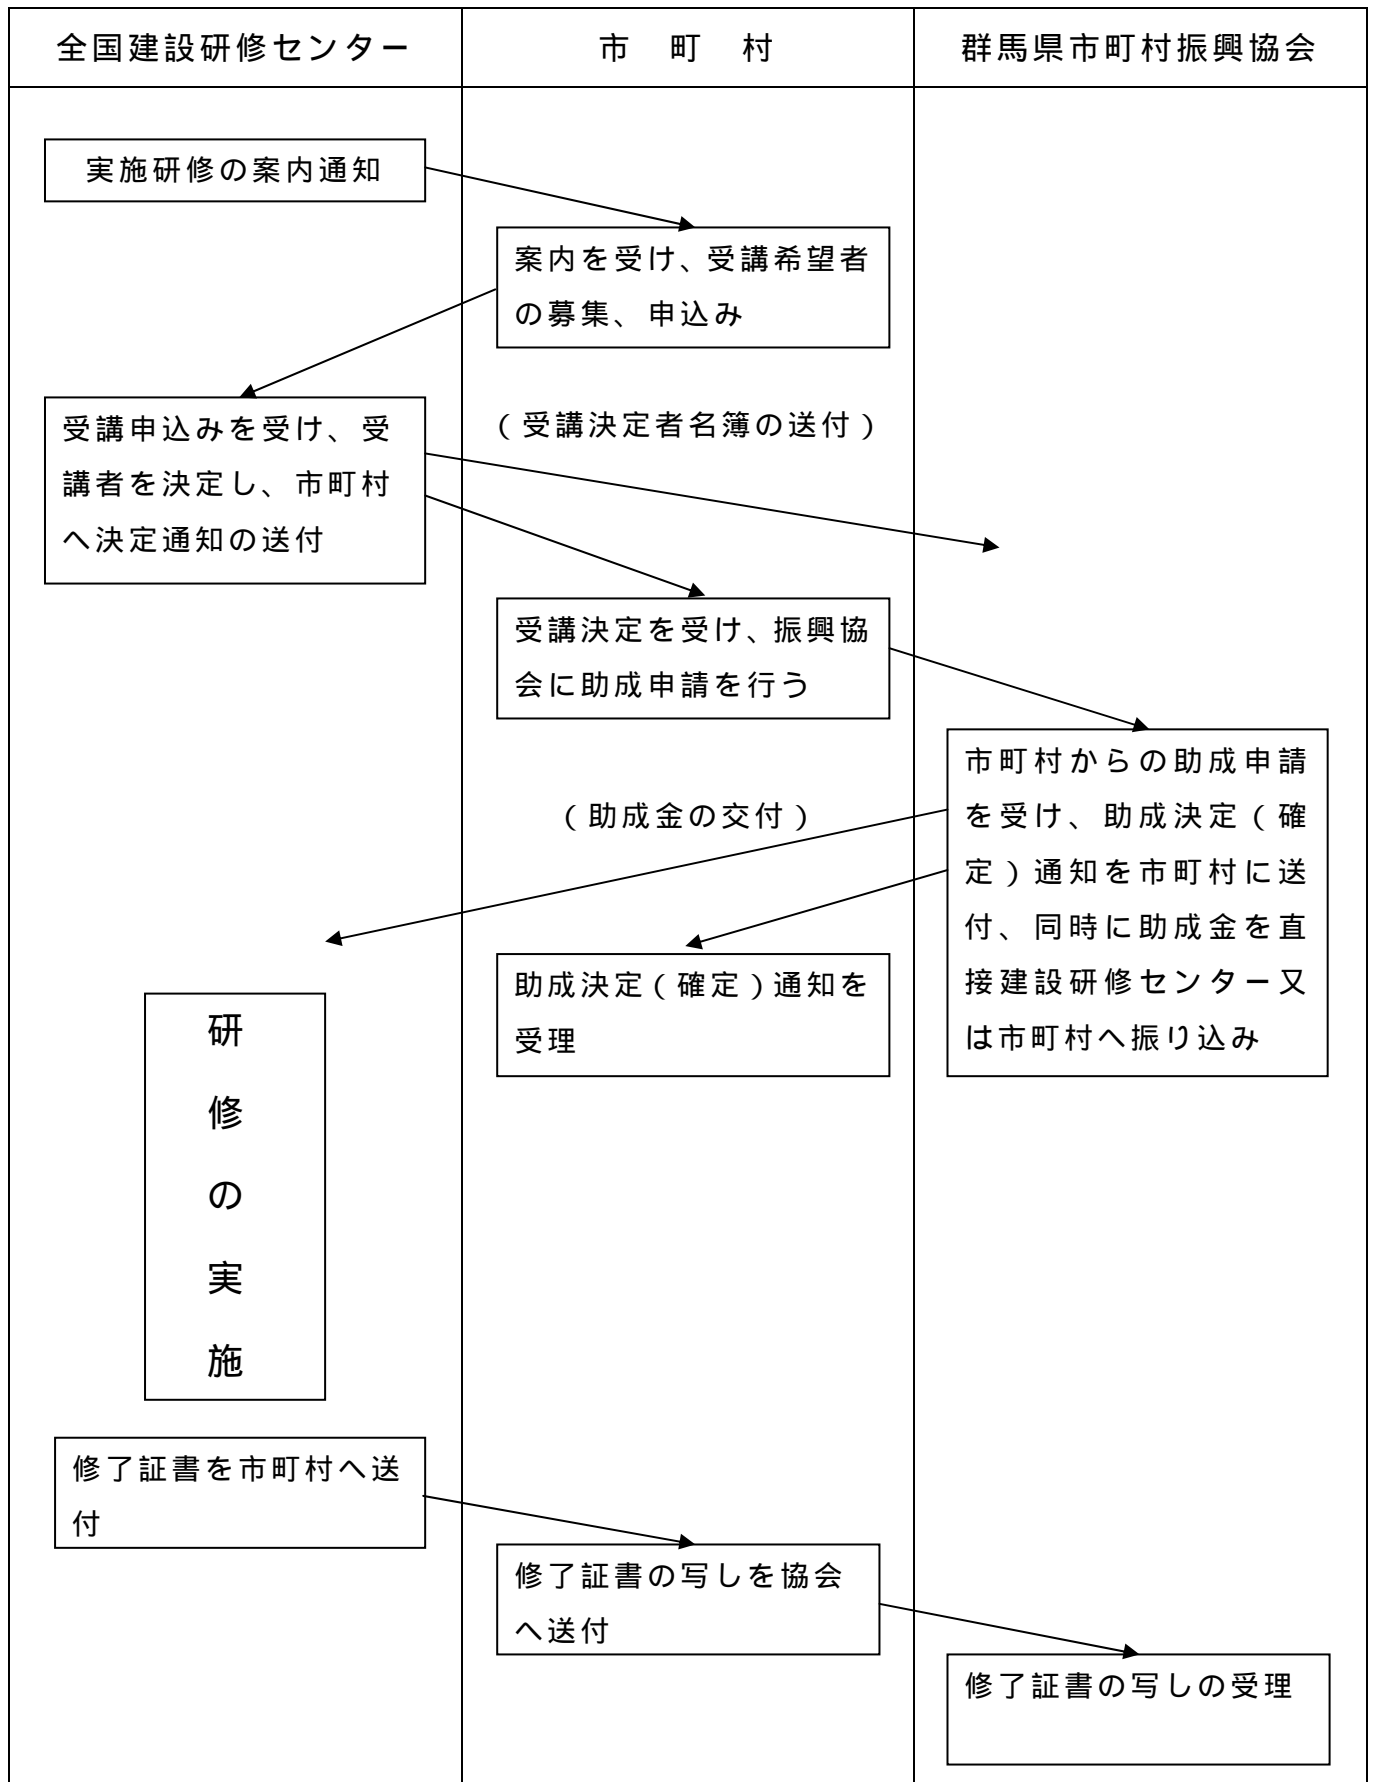 全国建設研修センター
市 町 村
群馬県市町村振興協会
実施研修の案内通知
案内を受け、受講希望者
の募集、申込み
受講申込みを受け、受
講者を決定し、市町村
へ決定通知の送付
（受講決定者名簿の送付）
受講決定を受け、振興協
会に助成申請を行う
市町村からの助成申請
を受け、助成決定（確
定）通知を市町村に送
付、同時に助成金を直
接建設研修センター又
は市町村へ振り込み
（助成金の交付）
助成決定（確定）通知を
受理
研
修
の
実
施
修了証書を市町村へ送
付
修了証書の写しを協会
へ送付
修了証書の写しの受理